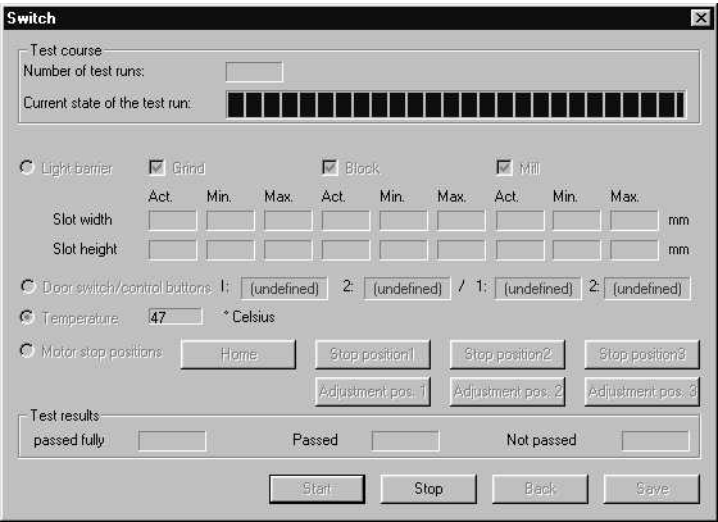 Switch
Test course
Number of test runs:
Current state of the test run:
Light barrier Grind Block Mill
Act. Min. Max. Act. Min. Max. Act. Min. Max.
Slot width mm
Slot height mm
Door switch/control buttons 1: (undefined) 2: (undefined) / 1: (undefined) 2: (undefined)
Temperature 47 ° Celsius
Motor stop positions Home Stop position1 Stop position2 Stop position3
Adjustment pos. 1 Adjustment pos. 2 Adjustment pos. 3
Test results
passed fully Passed Not passed
Start Stop Back Save